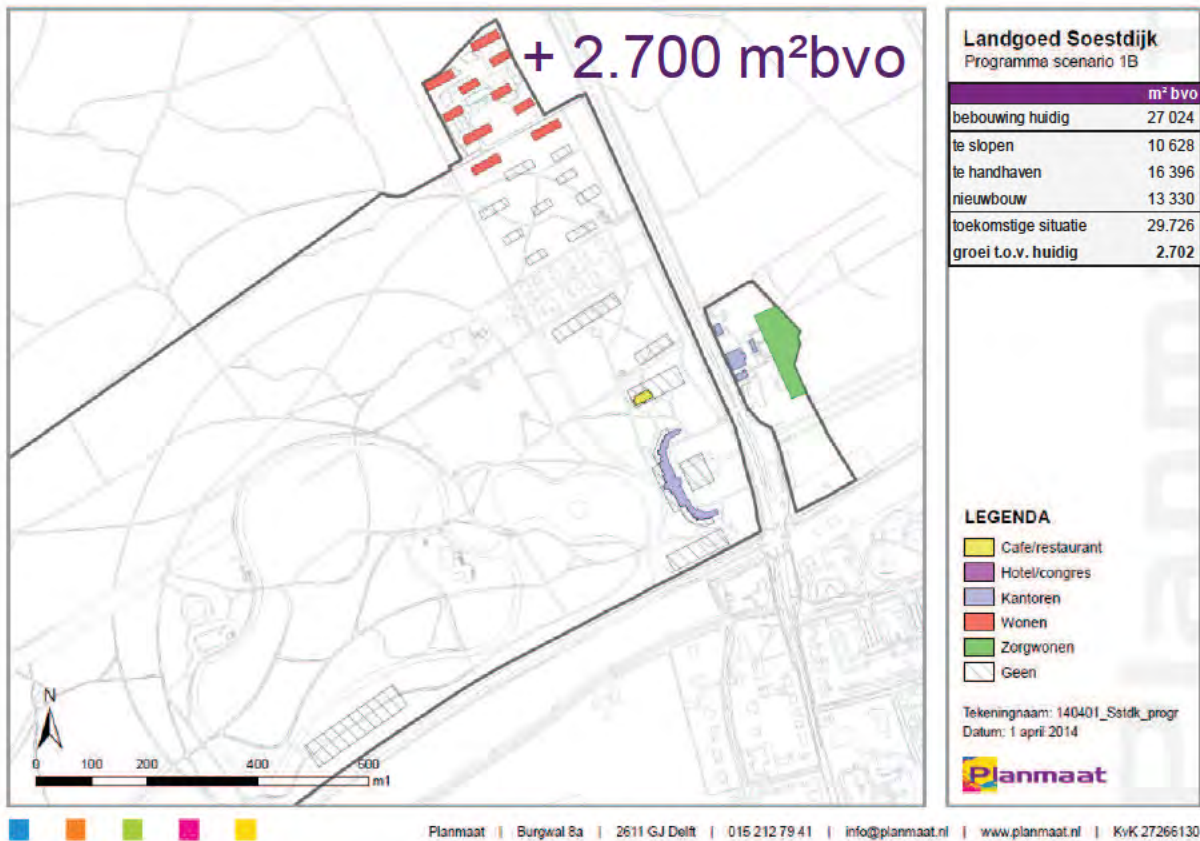 + 2.700 m²bvo
Landgoed Soestdijk
Programma scenario 1B
m² bvo
bebouwing huidig 27 024
te slopen 10 628
te handhaven 16 396
nieuwbouw 13 330
toekomstige situatie 29.726
groei t.o.v. huidig 2.702
LEGENDA
Cafe/restaurant
Hotel/congres
Kantoren
Wonen
Zorgwonen
Geen
Tekeningnaam: 140401_Sstdk_progr
Datum: 1 april 2014
Planmaat
N
0 100 200 400 600
m1
Planmaat | Burgwal 8a | 2611 GJ Delft | 015 212 79 41 | info@planmaat.nl | www.planmaat.nl | KvK 27266130